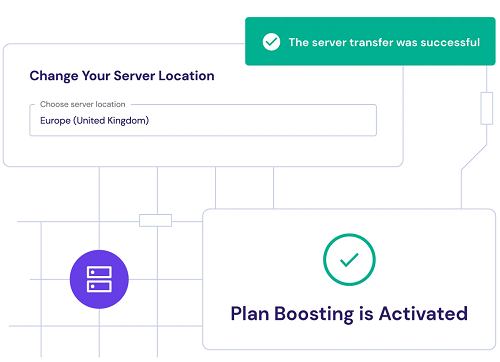 The server transfer was successful
Change Your Server Location
Choose server location
Europe (United Kingdom)
Plan Boosting is Activated